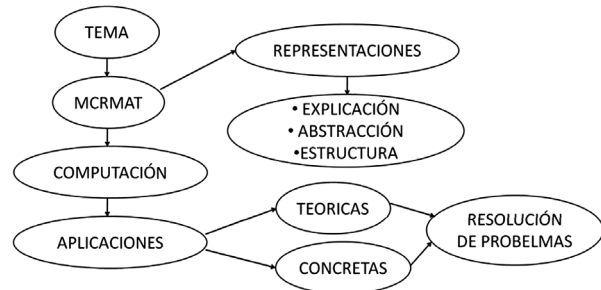 TEMA
REPRESENTACIONES
MCRMAT
• EXPLICACIÓN
• ABSTRACCIÓN
•ESTRUCTURA
COMPUTACIÓN
TEORICAS
APLICACIONES
RESOLUCIÓN
DE PROBELMAS
CONCRETAS